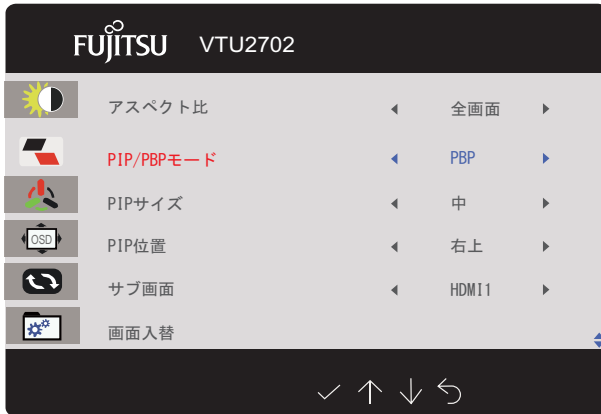 FUJITSU VTU2702
アスペクト比 全画面
PIP/PBPモード PBP
PIPサイズ 中
OSD PIP位置 右上
サブ画面 HDMI1
画面入替